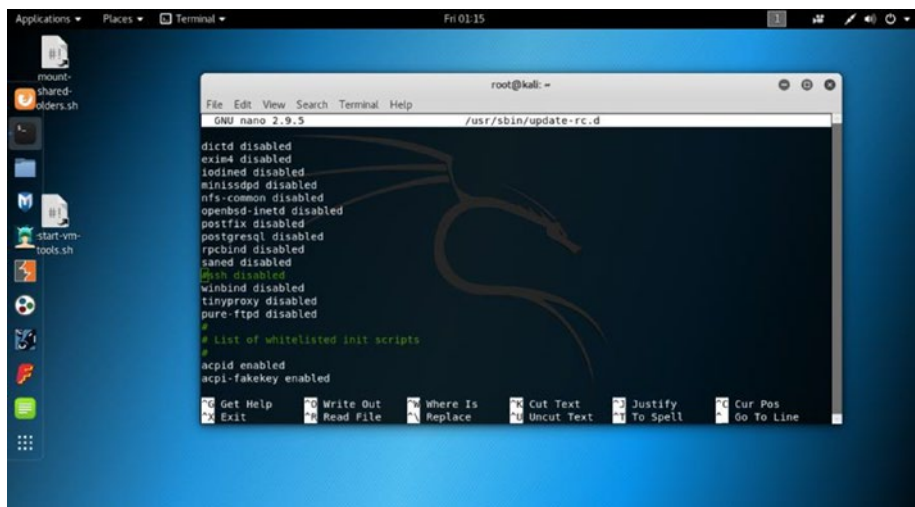 Applications Places Terminal Fri 01:15 1
mount-
shared-
olders.sh
start-vm-
tools.sh
root@kali: ~
File Edit View Search Terminal Help
GNU nano 2.9.5 /usr/sbin/update-rc.d
dictd disabled
exim4 disabled
iodined disabled
minissdpd disabled
nfs-common disabled
openbsd-inetd disabled
postfix disabled
postgresql disabled
rpcbind disabled
saned disabled
#ssh disabled
winbind disabled
tinyproxy disabled
pure-ftpd disabled
#
# List of whitelisted init scripts
#
acpid enabled
acpi-fakekey enabled
^G Get Help ^O Write Out ^W Where Is ^K Cut Text ^J Justify ^C Cur Pos
^X Exit ^R Read File ^\ Replace ^U Uncut Text ^T To Spell ^_ Go To Line